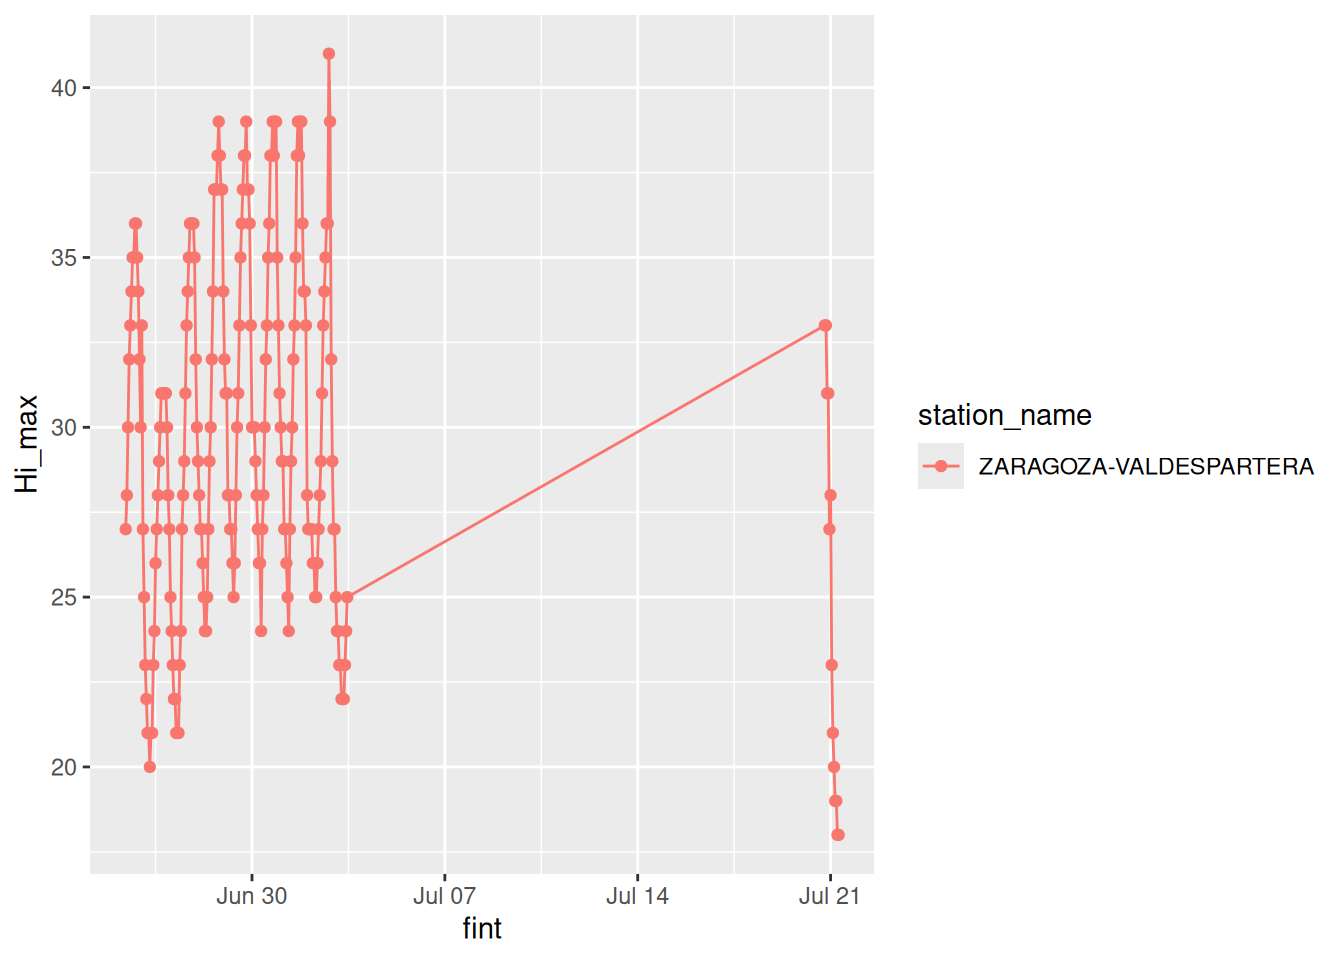 40
35
30
25
20
Hi_max
Jun 30
Jul 07
Jul 14
Jul 21
fint
station_name
ZARAGOZA-VALDESPARTERA